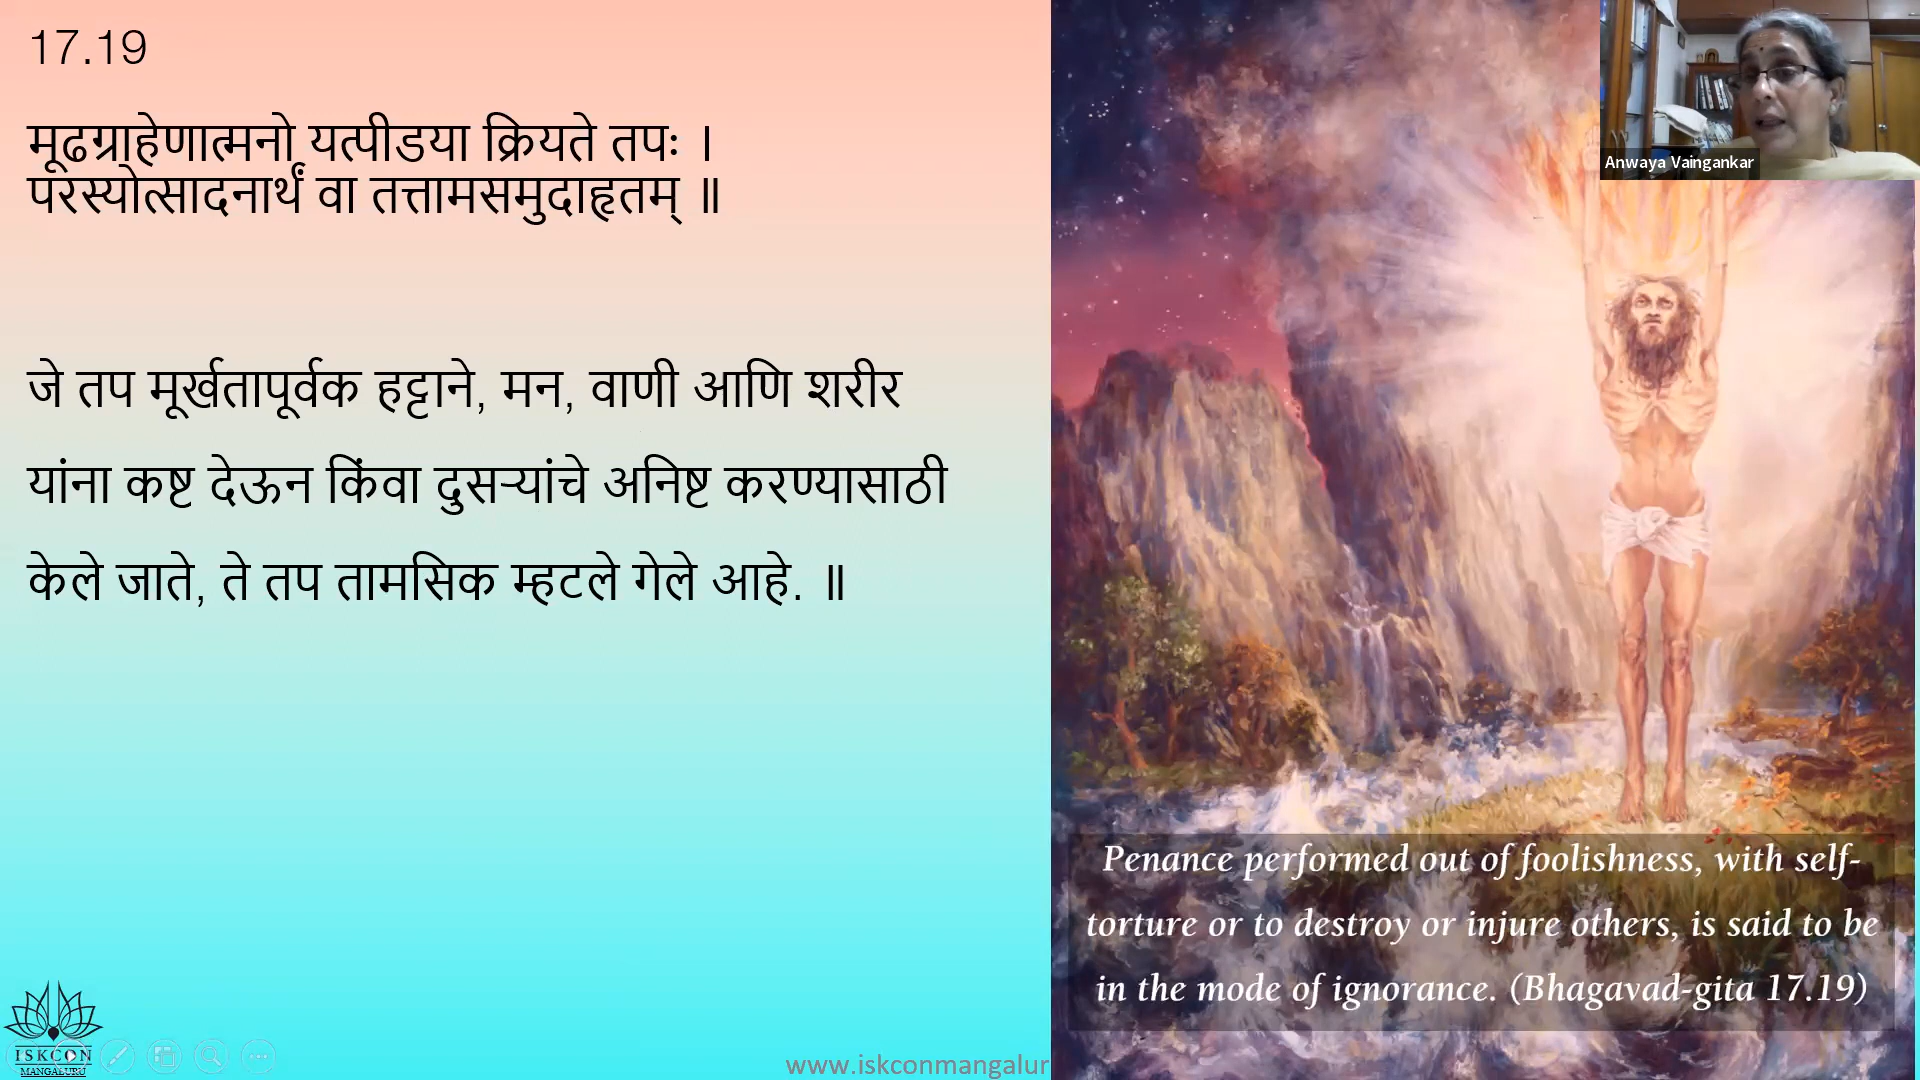 17.19
मूढग्राहेणात्मनो यत्पीडया क्रियते तपः ।
परस्योत्सादनार्थं वा तत्तामसमुदाहृतम् ॥
जे तप मूर्खतापूर्वक हट्टाने, मन, वाणी आणि शरीर
यांना कष्ट देऊन किंवा दुसऱ्यांचे अनिष्ट करण्यासाठी
केले जाते, ते तप तामसिक म्हटले गेले आहे. ॥
Anwaya Vaingankar
Penance performed out of foolishness, with self-
torture or to destroy or injure others, is said to be
in the mode of ignorance. (Bhagavad-gita 17.19)
ISKCON
MANGALURU
www.iskconmangalur